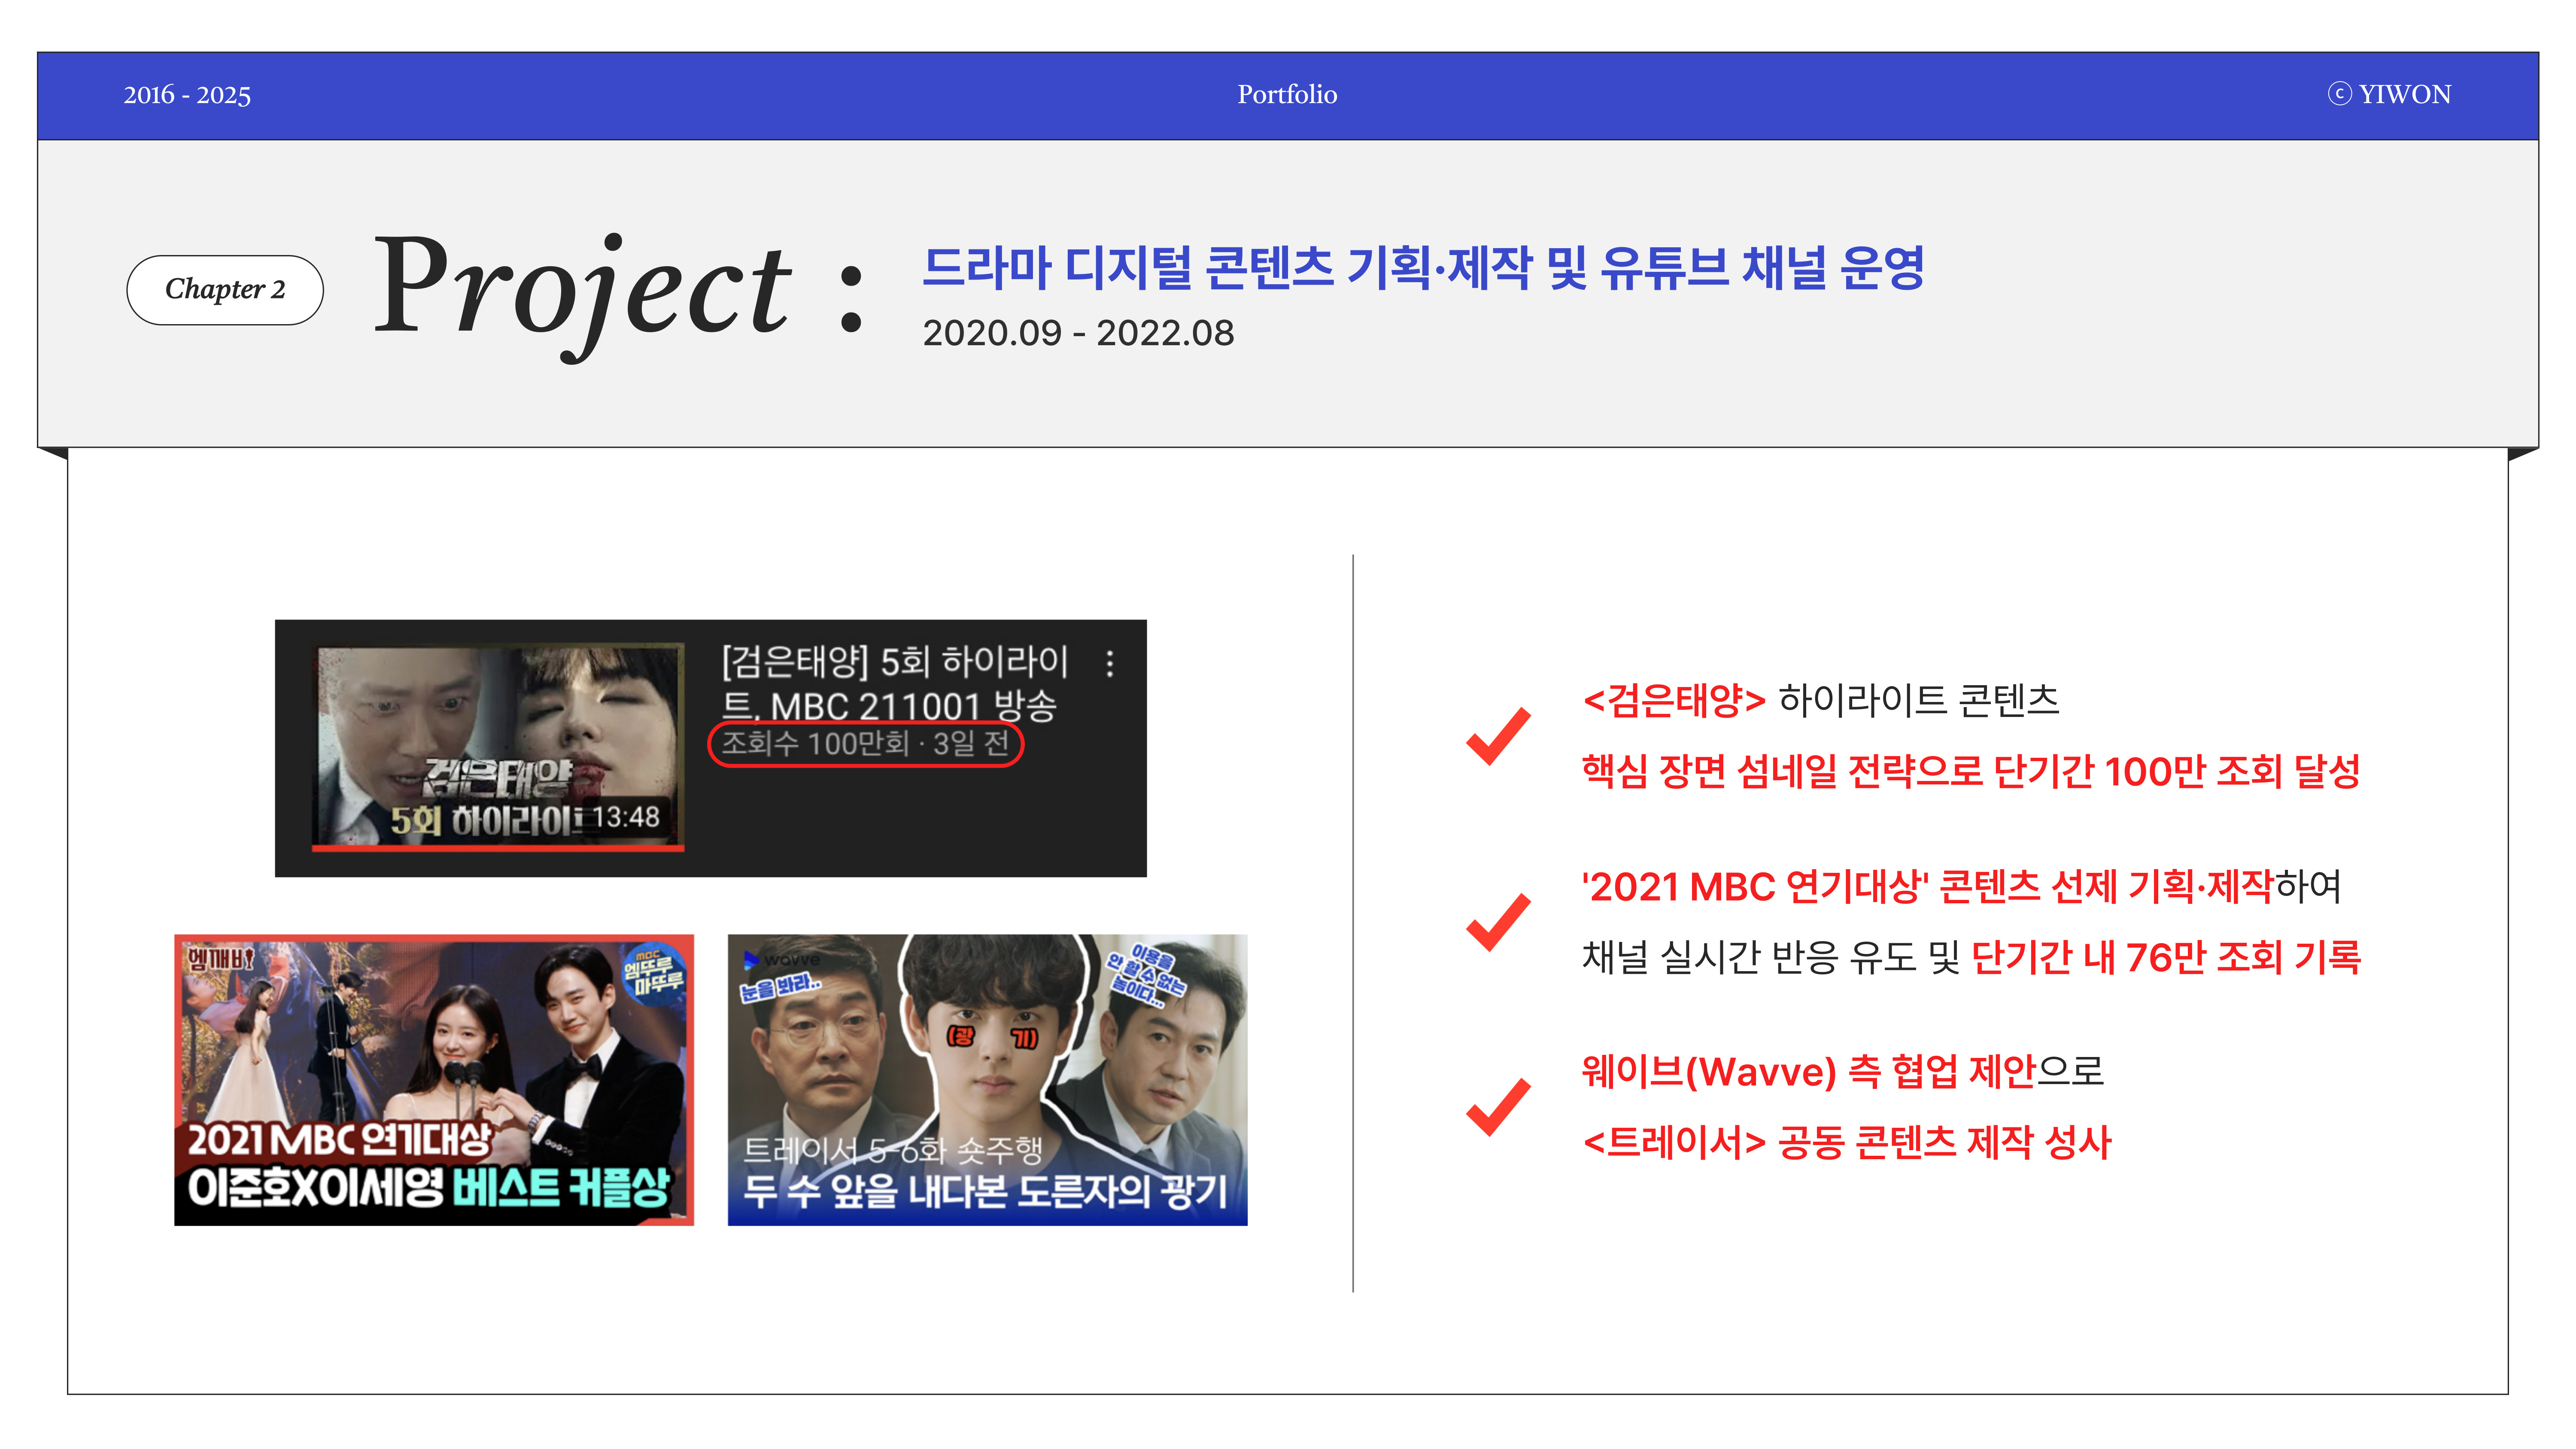 2016 - 2025
Portfolio
ⓒ YIWON
Chapter 2
Project :
드라마 디지털 콘텐츠 기획·제작 및 유튜브 채널 운영
2020.09 - 2022.08
[검은태양] 5회 하이라이
트, MBC 211001 방송
조회수 100만회 · 3일 전
검은태양
5회 하이라이
13:48
엠깨비
MBC
엠뚜루
마뚜루
2021 MBC 연기대상
이준호X이세영 베스트 커플상
wavve
눈을 봐라..
이용을
안 할 수 없는
놈이다...
(광 기)
트레이서 5-6화 숏주행
두 수 앞을 내다본 도른자의 광기
<검은태양> 하이라이트 콘텐츠
핵심 장면 섬네일 전략으로 단기간 100만 조회 달성
'2021 MBC 연기대상' 콘텐츠 선제 기획·제작하여
채널 실시간 반응 유도 및 단기간 내 76만 조회 기록
웨이브(Wavve) 측 협업 제안으로
<트레이서> 공동 콘텐츠 제작 성사